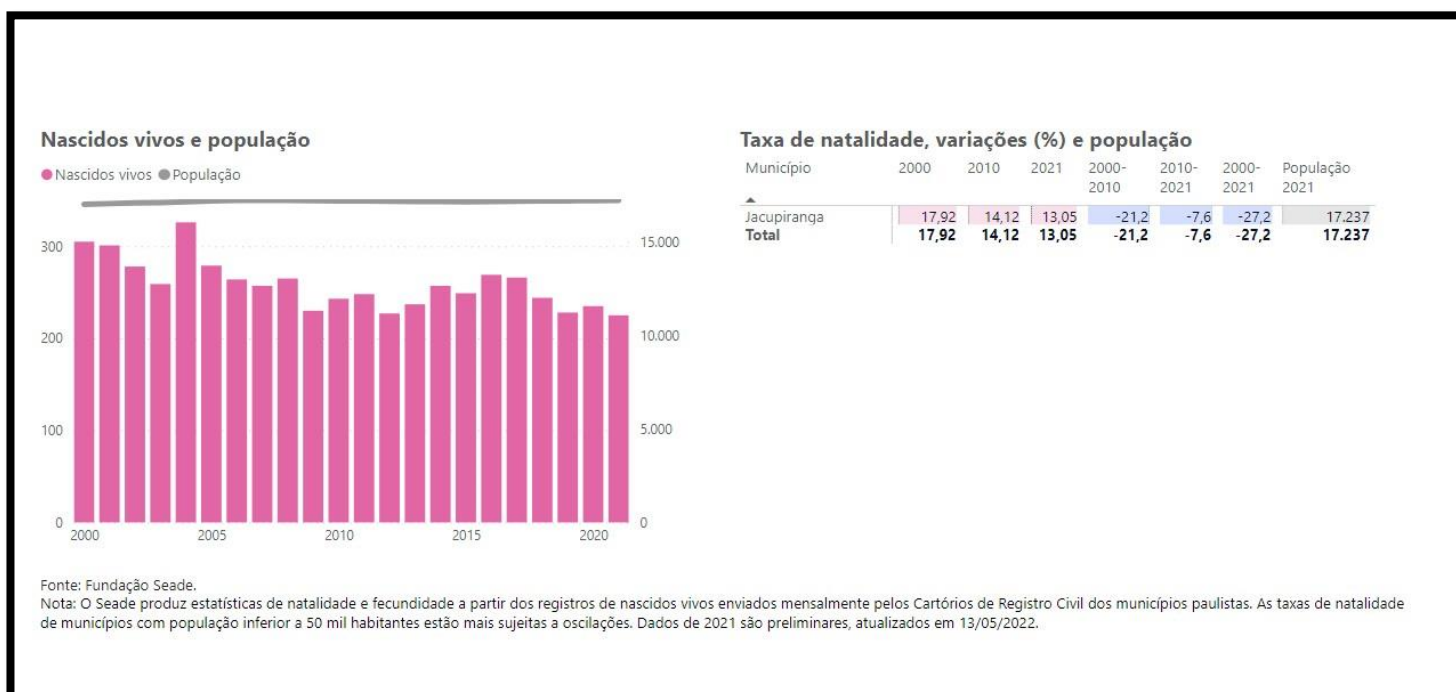 Nascidos vivos e população
Nascidos vivos População
300
200
100
0
15.000
10.000
5.000
0
2000 2005 2010 2015 2020
Taxa de natalidade, variações (%) e população
Município 2000 2010 2021 2000-2010 2010-2021 2000-2021 População 2021
Jacupiranga 17,92 14,12 13,05 -21,2 -7,6 -27,2 17.237
Total 17,92 14,12 13,05 -21,2 -7,6 -27,2 17.237
Fonte: Fundação Seade.
Nota: O Seade produz estatísticas de natalidade e fecundidade a partir dos registros de nascidos vivos enviados mensalmente pelos Cartórios de Registro Civil dos municípios paulistas. As taxas de natalidade
de municípios com população inferior a 50 mil habitantes estão mais sujeitas a oscilações. Dados de 2021 são preliminares, atualizados em 13/05/2022.